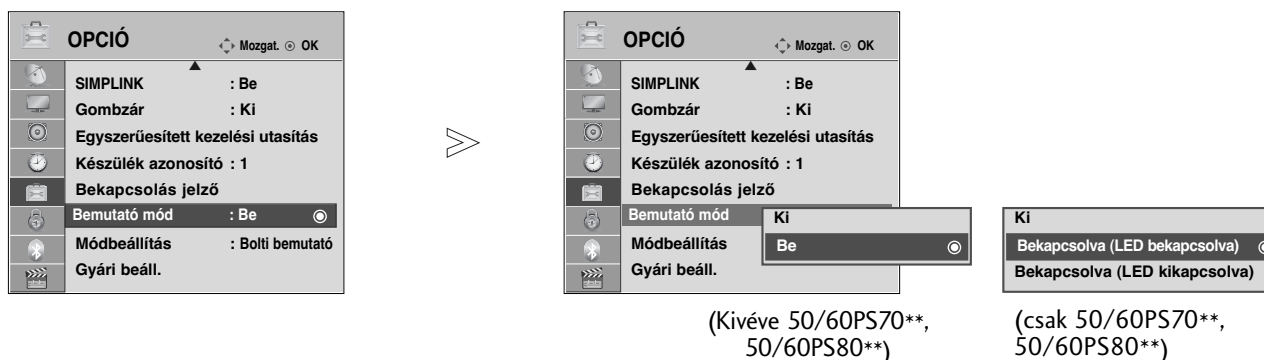 OPCIÓ
Mozgat. OK
SIMPLINK : Be
Gombzár : Ki
Egyszerűesített kezelési utasítás
Készülék azonosító : 1
Bekapcsolás jelző
Bemutató mód : Be
Módbeállítás : Bolti bemutató
Gyári beáll.
OPCIÓ
Mozgat. OK
SIMPLINK : Be
Gombzár : Ki
Egyszerűesített kezelési utasítás
Készülék azonosító : 1
Bekapcsolás jelző
Bemutató mód
Módbeállítás
Gyári beáll.
Ki
Be
(Kivéve 50/60PS70**,
50/60PS80**)
Ki
Bekapcsolva (LED bekapcsolva)
Bekapcsolva (LED kikapcsolva)
(csak 50/60PS70**,
50/60PS80**)